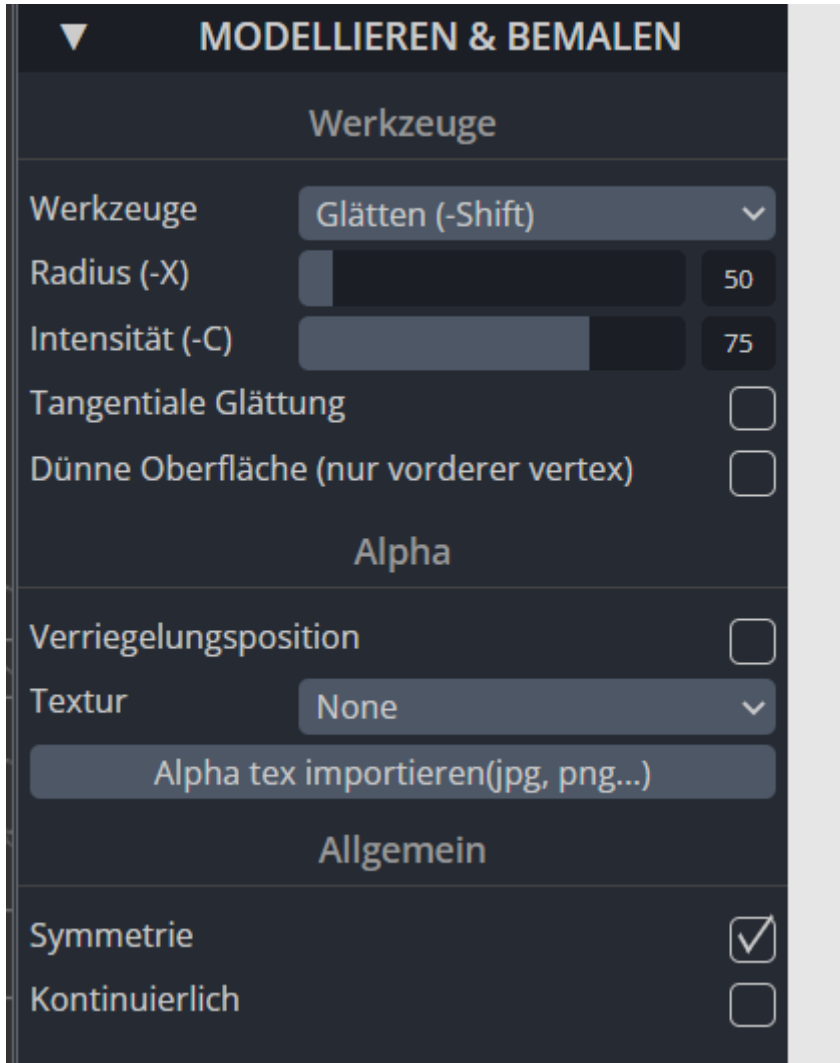 ▼ MODELLIEREN & BEMALEN
Werkzeuge
Werkzeuge Glätten (-Shift)
Radius (-X) 50
Intensität (-C) 75
Tangentiale Glättung
Dünne Oberfläche (nur vorderer vertex)
Alpha
Verriegelungsposition
Textur None
Alpha tex importieren(jpg, png...)
Allgemein
Symmetrie
Kontinuierlich